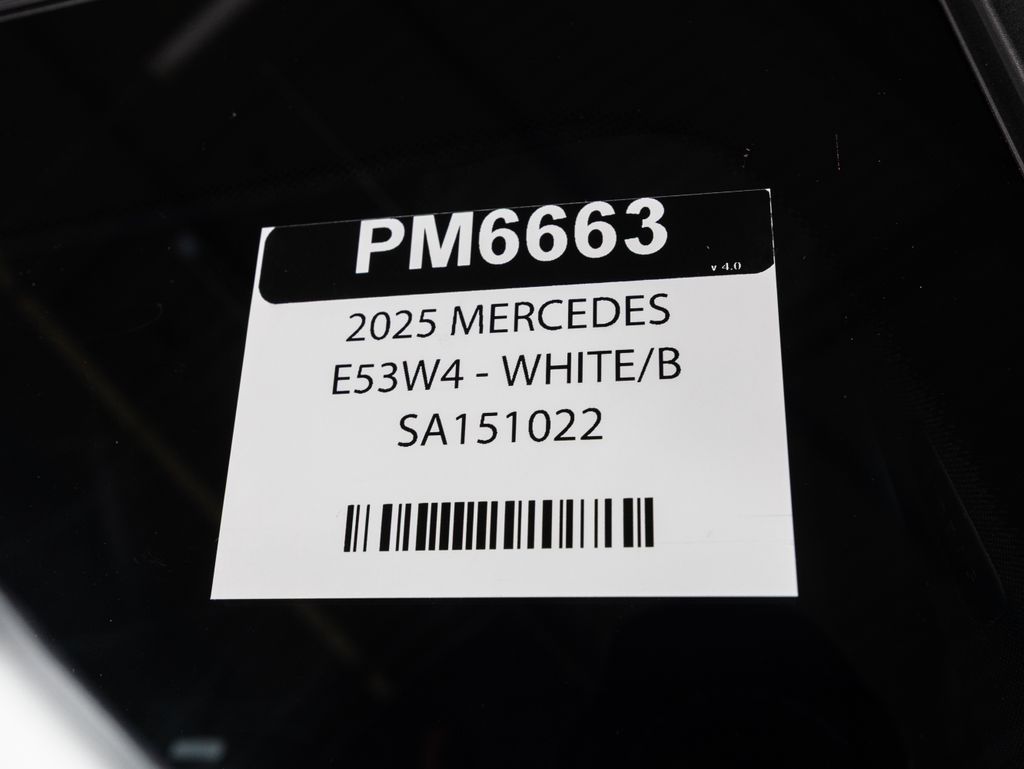 PM6663
v 4.0
2025 MERCEDES
E53W4 - WHITE/B
SA151022